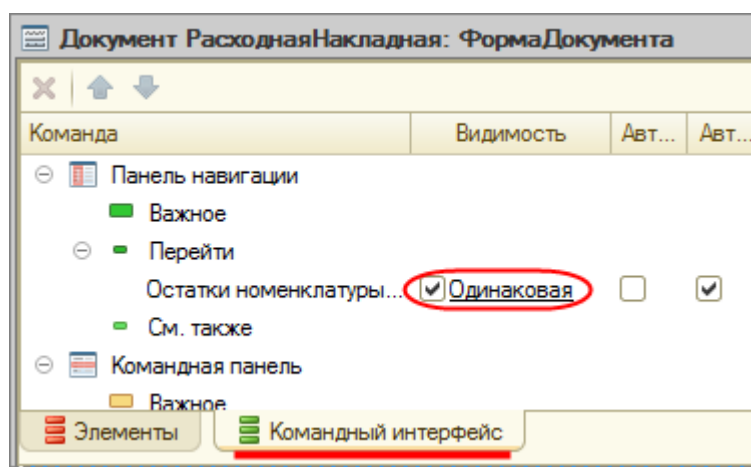 Документ РасходнаяНакладная: ФормаДокумента
Команда Видимость Авт... Авт...
Панель навигации
Важное
Перейти
Остатки номенклатуры... Одинаковая
См. также
Командная панель
Важное
Элементы Командный интерфейс